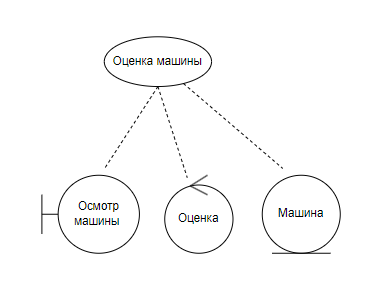 Оценка машины
Осмотр
машины
Оценка
Машина